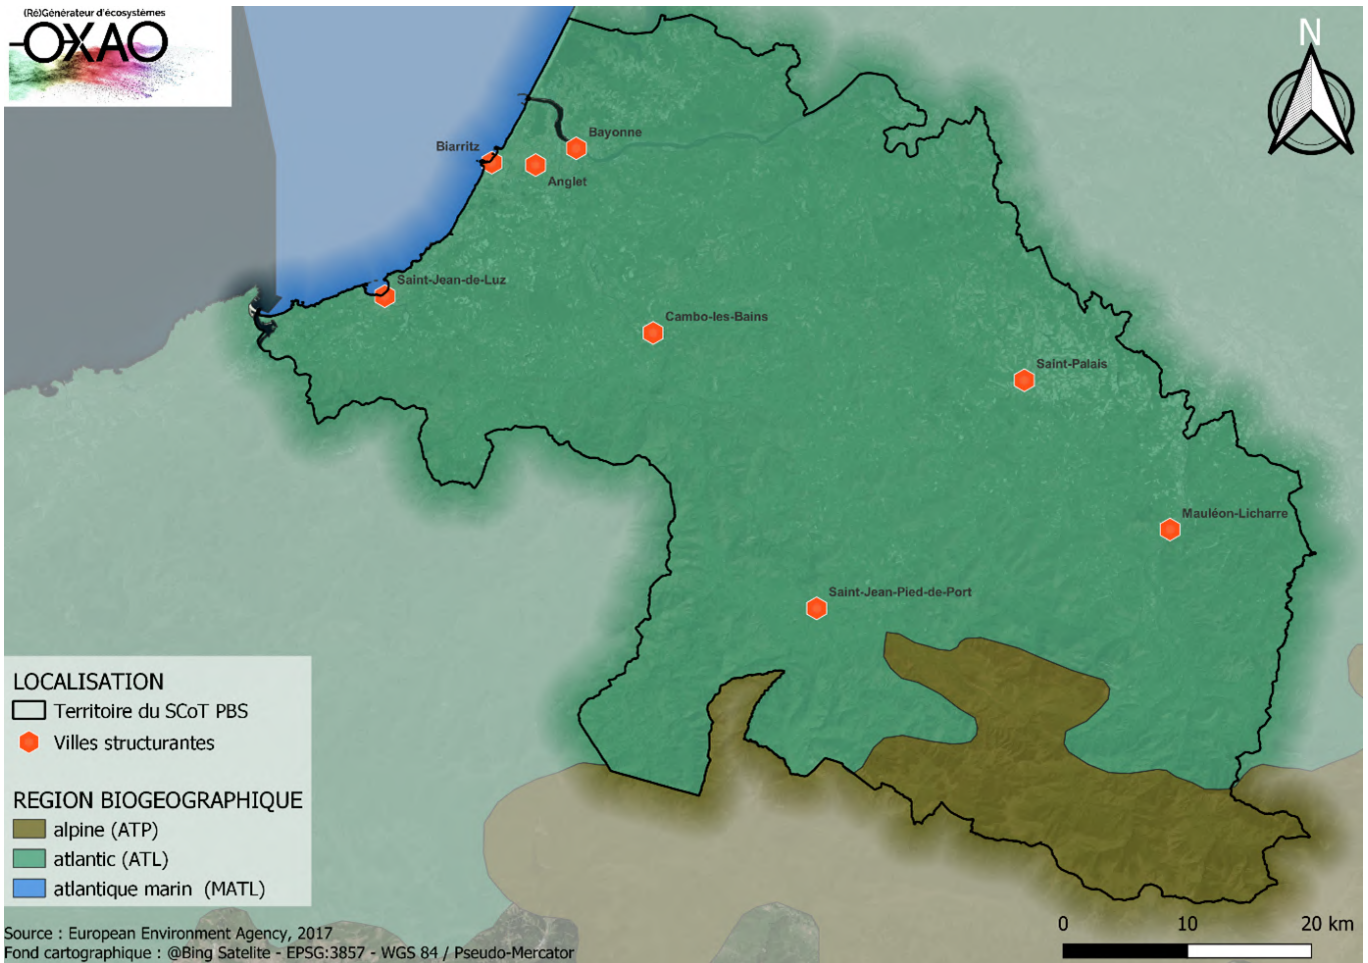 (Ré)Générateur d'écosystèmes
OXAO
N
Bayonne
Biarritz
Anglet
Saint-Jean-de-Luz
Cambo-les-Bains
Saint-Palais
Mauléon-Licharre
Saint-Jean-Pied-de-Port
LOCALISATION
Territoire du SCoT PBS
Villes structurantes
REGION BIOGEOGRAPHIQUE
alpine (ATP)
atlantic (ATL)
atlantique marin (MATL)
0 10 20 km
Source : European Environment Agency, 2017
Fond cartographique : @Bing Satelite - EPSG:3857 - WGS 84 / Pseudo-Mercator